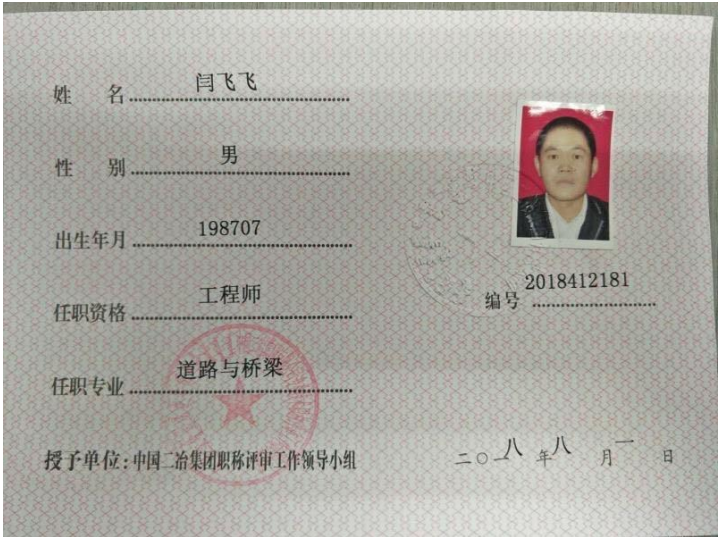 姓 名 闫飞飞
性 别 男
出生年月 198707
任职资格 工程师
编号 2018412181
任职专业 道路与桥梁
授予单位：中国二冶集团职称评审工作领导小组
二〇一八年八月一日